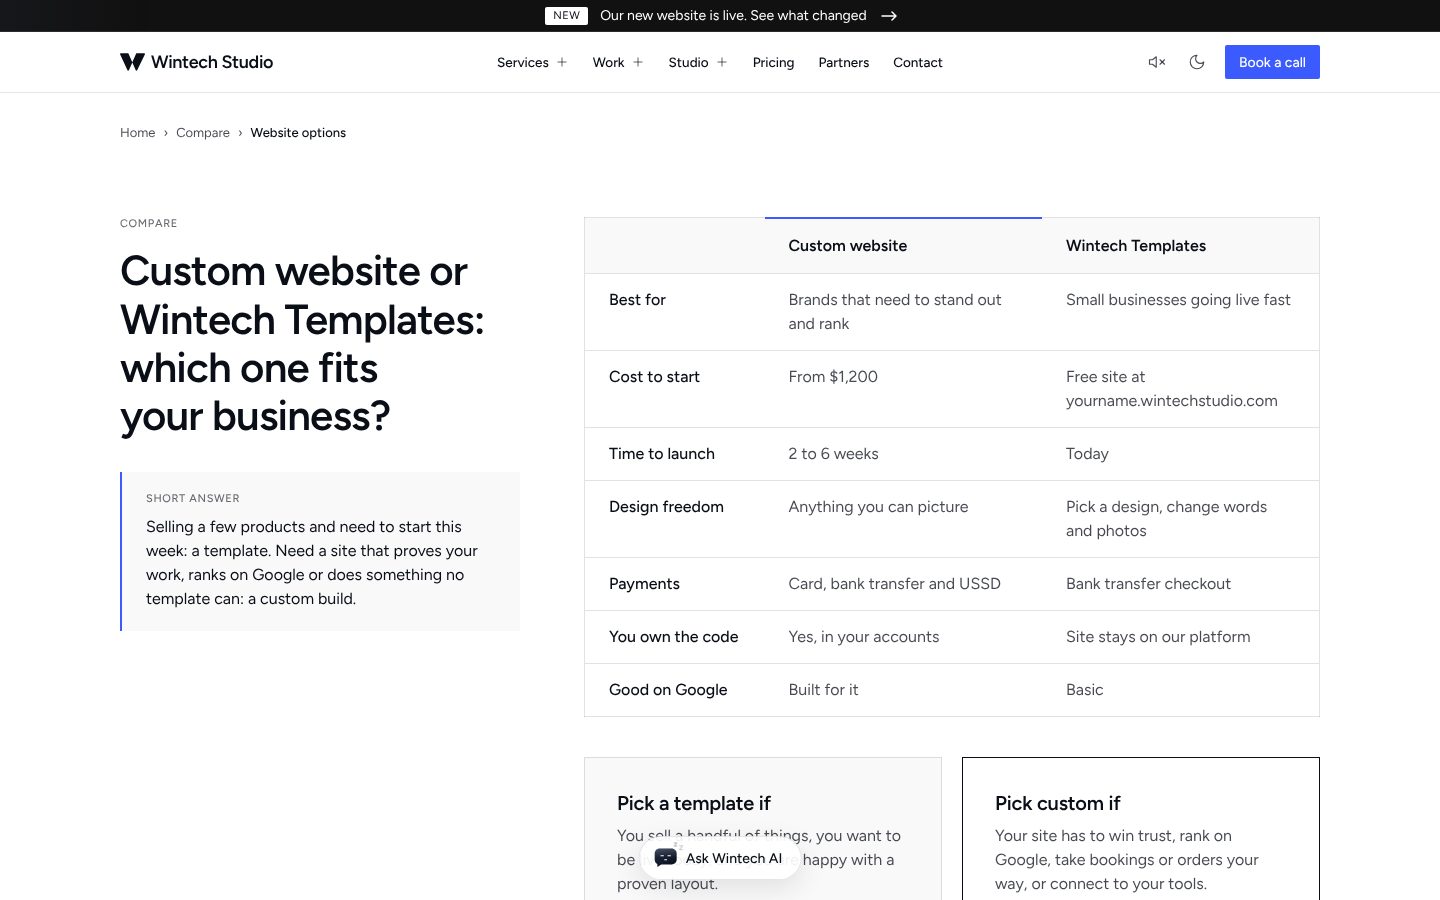 NEW Our new website is live. See what changed →
Wintech Studio Services + Work + Studio + Pricing Partners Contact Book a call
Home › Compare › Website options
COMPARE
Custom website or
Wintech Templates:
which one fits
your business?
SHORT ANSWER
Selling a few products and need to start this
week: a template. Need a site that proves your
work, ranks on Google or does something no
template can: a custom build.
Custom website Wintech Templates
Best for Brands that need to stand out Small businesses going live fast
and rank
Cost to start From $1,200 Free site at
yourname.wintechstudio.com
Time to launch 2 to 6 weeks Today
Design freedom Anything you can picture Pick a design, change words
and photos
Payments Card, bank transfer and USSD Bank transfer checkout
You own the code Yes, in your accounts Site stays on our platform
Good on Google Built for it Basic
Pick a template if
You sell a handful of things, you want to
be happy with a
proven layout.
Pick custom if
Your site has to win trust, rank on
Google, take bookings or orders your
way, or connect to your tools.
Ask Wintech AI